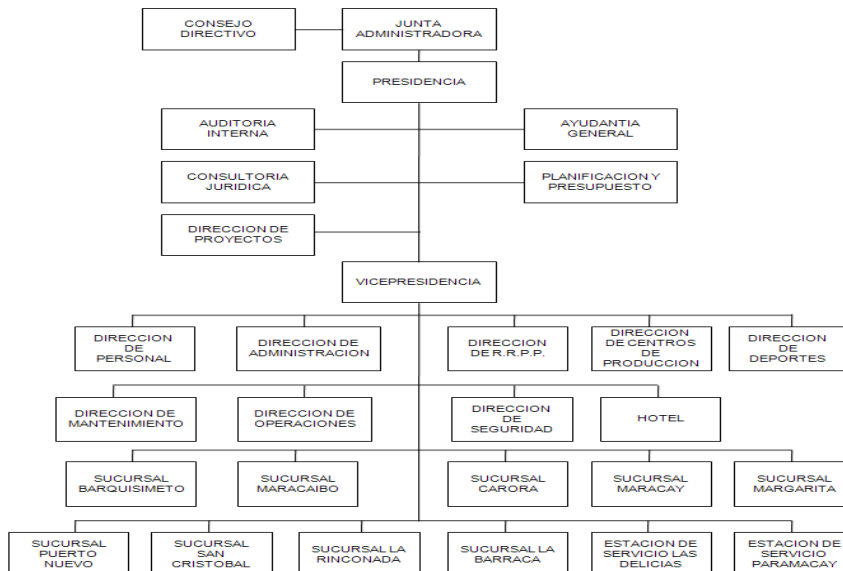 CONSEJO
DIRECTIVO
JUNTA
ADMINISTRADORA
PRESIDENCIA
AUDITORIA
INTERNA
AYUDANTIA
GENERAL
CONSULTORIA
JURIDICA
PLANIFICACION Y
PRESUPUESTO
DIRECCION DE
PROYECTOS
VICEPRESIDENCIA
DIRECCION
DE
PERSONAL
DIRECCION DE
ADMINISTRACION
DIRECCION
DE R.R.P.P.
DIRECCION
DE CENTROS
DE
PRODUCCION
DIRECCION
DE
DEPORTES
DIRECCION DE
MANTENIMIENTO
DIRECCION DE
OPERACIONES
DIRECCION
DE
SEGURIDAD
HOTEL
SUCURSAL
BARQUISIMETO
SUCURSAL
MARACAIBO
SUCURSAL
CARORA
SUCURSAL
MARACAY
SUCURSAL
MARGARITA
SUCURSAL
PUERTO
NUEVO
SUCURSAL
SAN
CRISTOBAL
SUCURSAL LA
RINCONADA
SUCURSAL LA
BARRACA
ESTACION DE
SERVICIO LAS
DELICIAS
ESTACION DE
SERVICIO
PARAMACAY